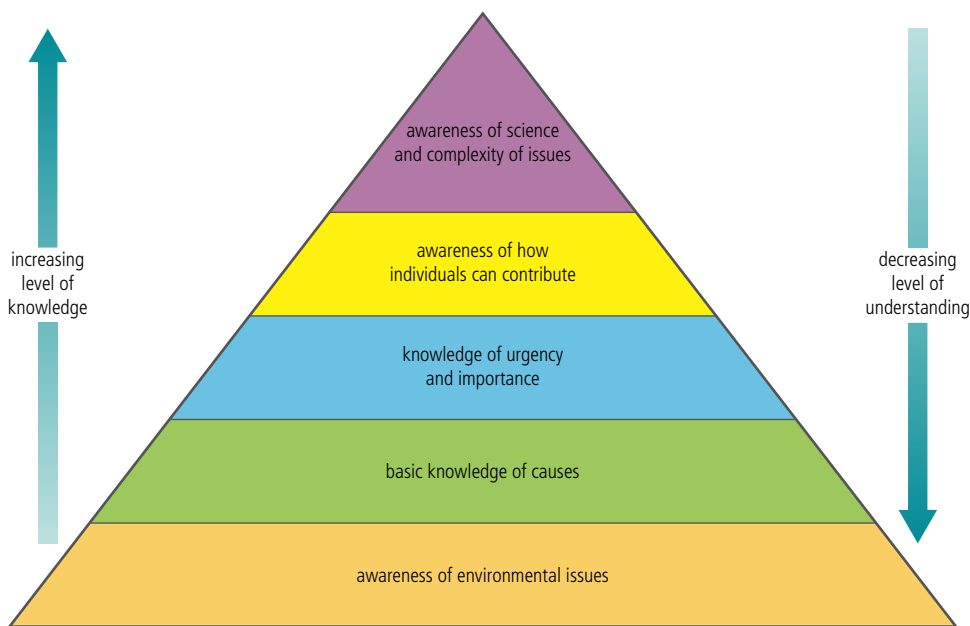 awareness of science
and complexity of issues
awareness of how
individuals can contribute
increasing
level of
knowledge
decreasing
level of
understanding
knowledge of urgency
and importance
basic knowledge of causes
awareness of environmental issues